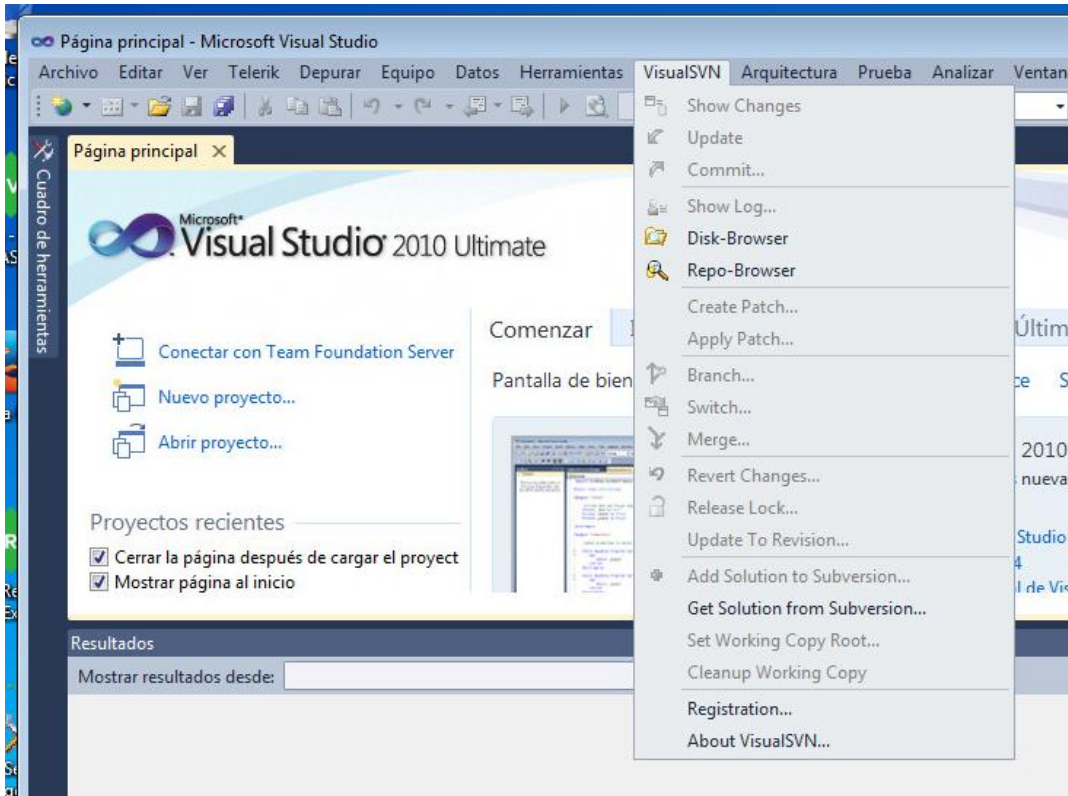 Página principal - Microsoft Visual Studio
Archivo Editar Ver Telerik Depurar Equipo Datos Herramientas VisualSVN Arquitectura Prueba Analizar
Página principal
Cuadro de herramientas
Microsoft
Visual Studio 2010 Ultimate
Conectar con Team Foundation Server
Nuevo proyecto...
Abrir proyecto...
Proyectos recientes
Cerrar la página después de cargar el proyect
Mostrar página al inicio
Comenzar
Pantalla de bien
Show Changes
Update
Commit...
Show Log...
Disk-Browser
Repo-Browser
Create Patch...
Apply Patch...
Branch...
Switch...
Merge...
Revert Changes...
Release Lock...
Update To Revision...
Add Solution to Subversion...
Get Solution from Subversion...
Set Working Copy Root...
Cleanup Working Copy
Registration...
About VisualSVN...
Últim
2010
nueva
Studio
4
l de Vis
Resultados
Mostrar resultados desde: